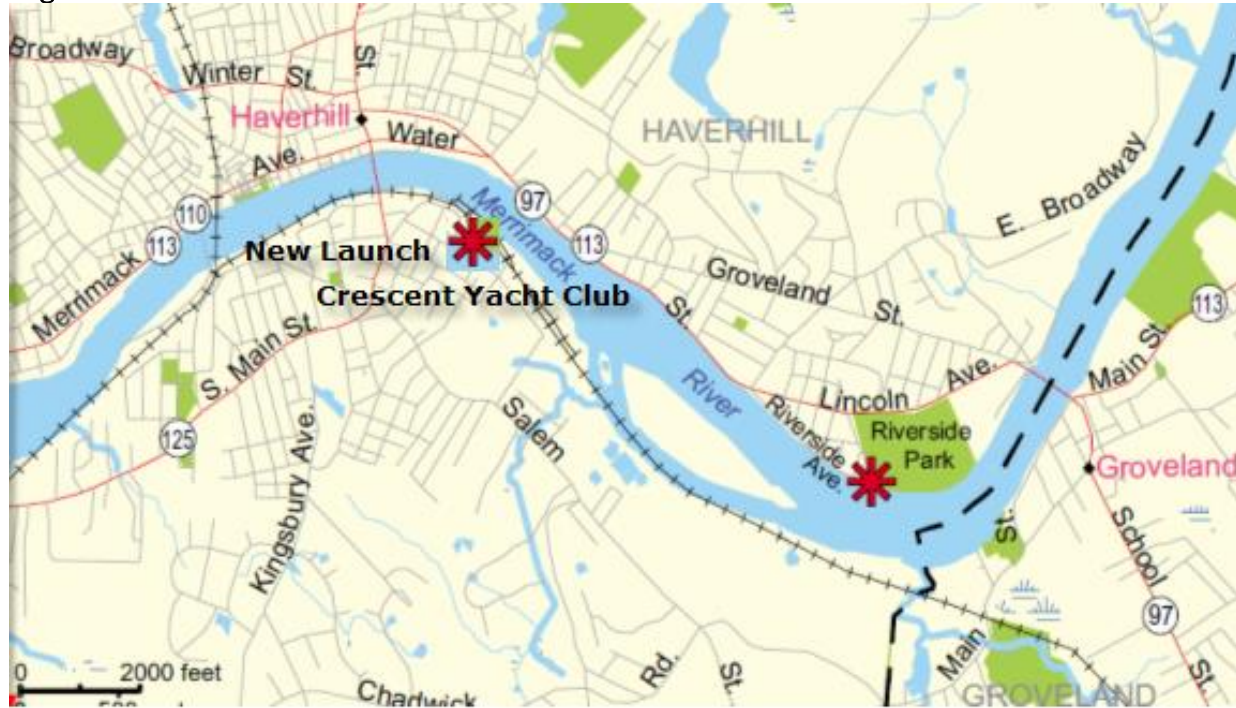 Broadway
Winter St.
St.
Haverhill
Water
HAVERHILL
Ave.
E. Broadway
110
97
Merrimack
113
113
New Launch
Groveland
St.
113
Crescent Yacht Club
Merrimack
St.
Main St.
S. Main St.
River
Lincoln Ave.
Riverside
Ave.
Riverside
Park
125
Kingsbury Ave.
Salem
Groveland
St.
School
97
St.
0 2000 feet
Main
Rd.
St.
Chadwick
GROVELAND